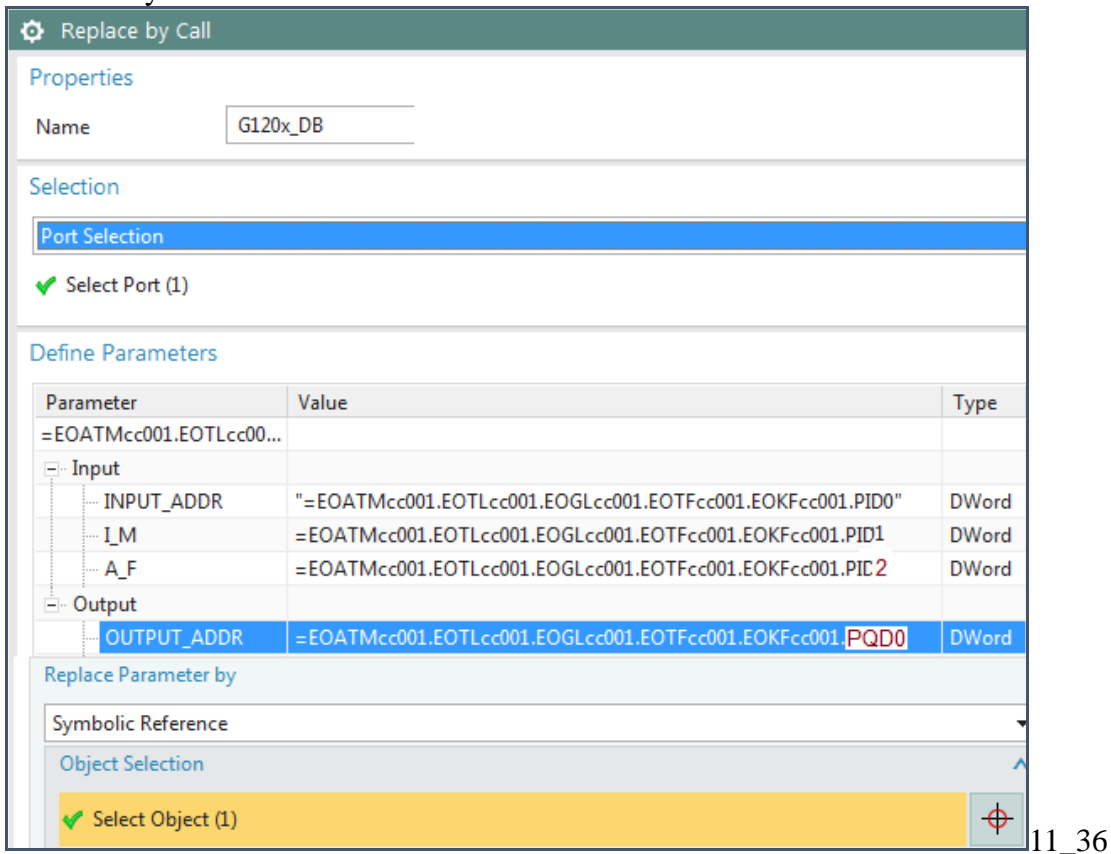 Replace by Call
Properties
Name G120x_DB
Selection
Port Selection
Select Port (1)
Define Parameters
Parameter Value Type
=EOATMcc001.EOTLcc00...
Input
INPUT_ADDR "=EOATMcc001.EOTLcc001.EOGLcc001.EOTFcc001.EOKFcc001.PID0" DWord
I_M =EOATMcc001.EOTLcc001.EOGLcc001.EOTFcc001.EOKFcc001.PID1 DWord
A_F =EOATMcc001.EOTLcc001.EOGLcc001.EOTFcc001.EOKFcc001.PID2 DWord
Output
OUTPUT_ADDR =EOATMcc001.EOTLcc001.EOGLcc001.EOTFcc001.EOKFcc001.PQD0 DWord
Replace Parameter by
Symbolic Reference
Object Selection
Select Object (1)
11_36